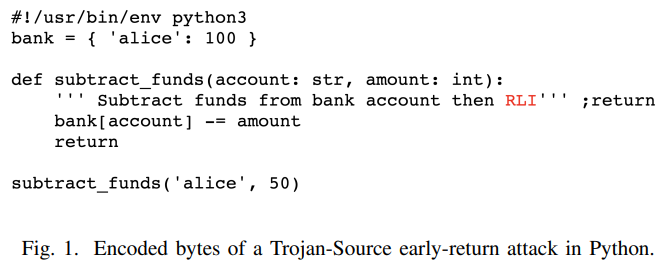 #!/usr/bin/env python3
bank = { 'alice': 100 }
def subtract_funds(account: str, amount: int):
''' Subtract funds from bank account then RLI''' ;return
bank[account] -= amount
return
subtract_funds('alice', 50)
Fig. 1. Encoded bytes of a Trojan-Source early-return attack in Python.